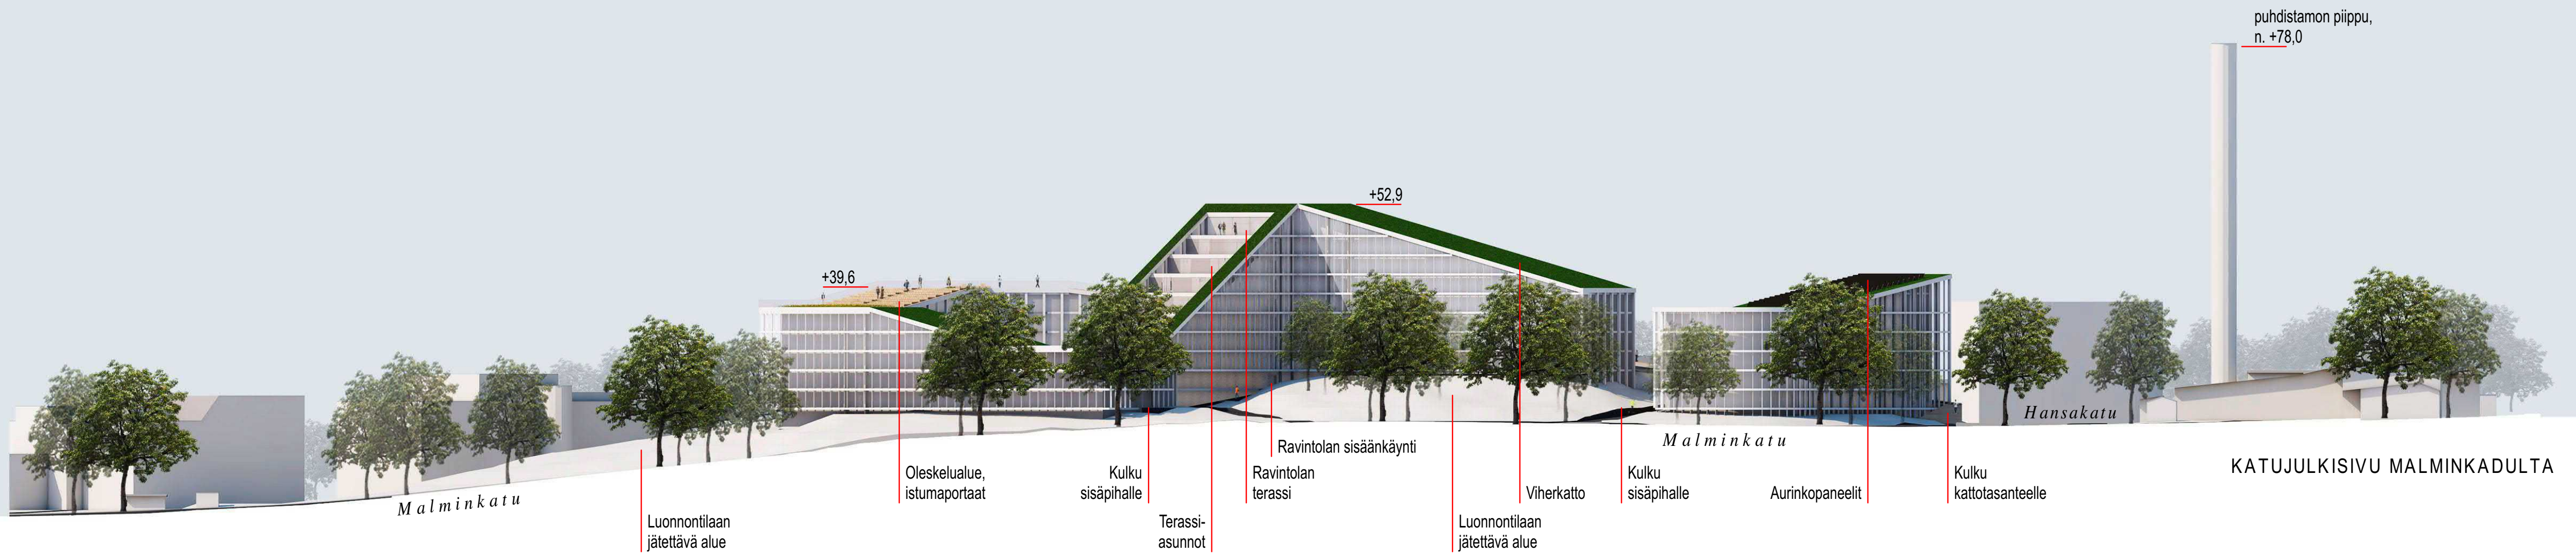 puhdistamon piippu,
n. +78,0
+52,9
+39,6
Hansakatu
Malminkatu
Ravintolan sisäänkäynti
KATUJULKISIVU MALMINKADULTA
Oleskelualue,
istumaportaat
Kulku
sisäpihalle
Ravintolan
terassi
Viherkatto
Kulku
sisäpihalle
Aurinkopaneelit
Kulku
kattotasanteelle
Malminkatu
Luonnontilaan
jätettävä alue
Terassi-
asunnot
Luonnontilaan
jätettävä alue